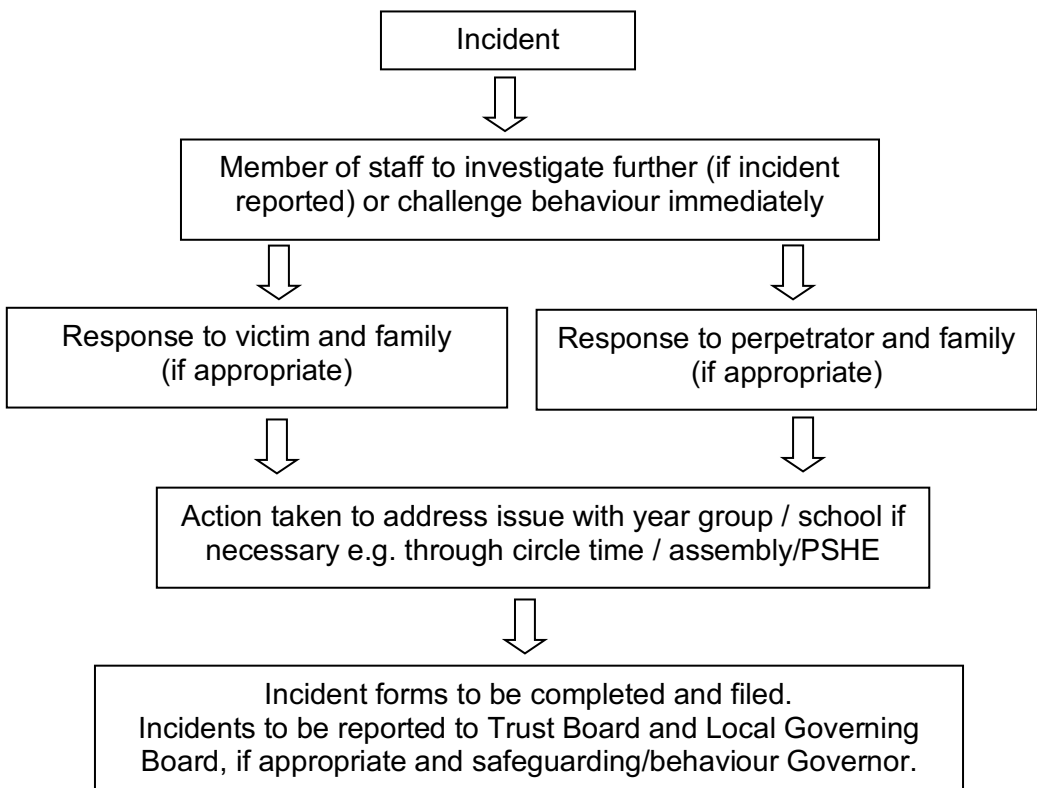 Incident
Member of staff to investigate further (if incident
reported) or challenge behaviour immediately
Response to victim and family
(if appropriate)
Response to perpetrator and family
(if appropriate)
Action taken to address issue with year group / school if
necessary e.g. through circle time / assembly/PSHE
Incident forms to be completed and filed.
Incidents to be reported to Trust Board and Local Governing
Board, if appropriate and safeguarding/behaviour Governor.